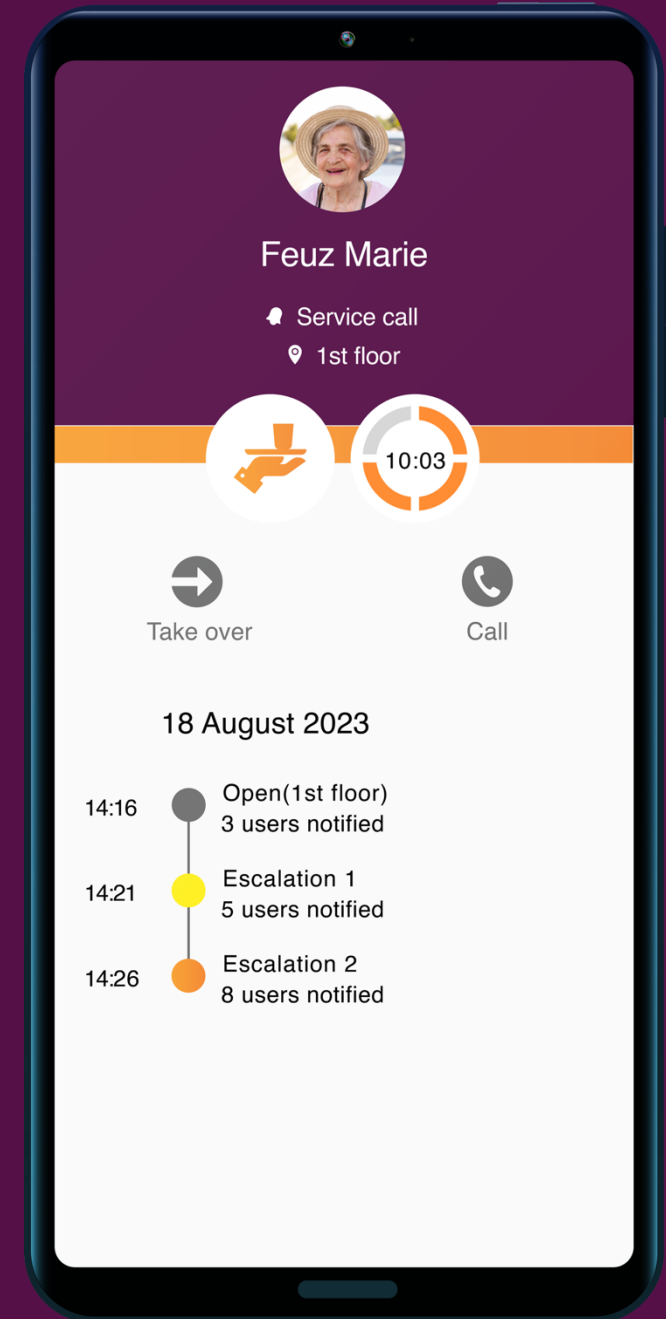 Feuz Marie
Service call
1st floor
10:03
Take over
Call
18 August 2023
14:16
Open(1st floor)
3 users notified
14:21
Escalation 1
5 users notified
14:26
Escalation 2
8 users notified